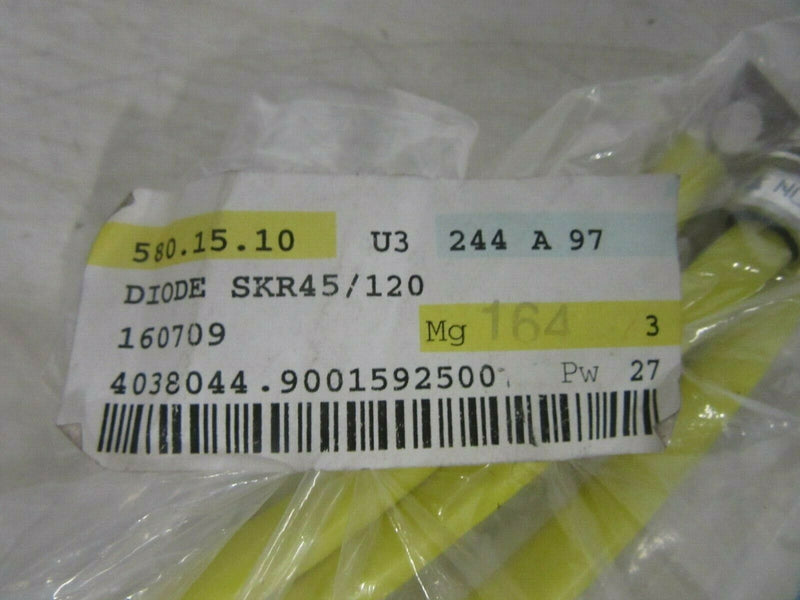 580.15.10 U3 244 A 97
DIODE SKR45/120
160709 Mg 164 3
4038044.9001592500 Pw 27